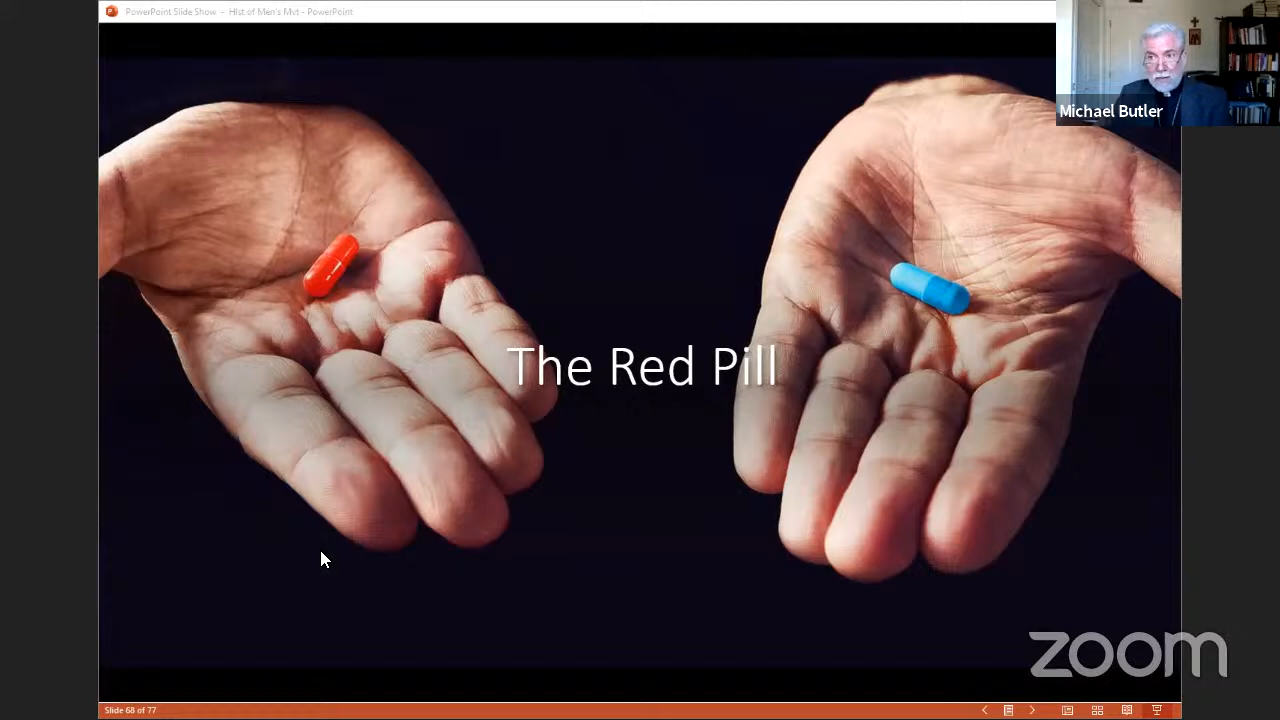 PowerPoint Slide Show - Hist of Men's Mvt - PowerPoint
Michael Butler
The Red Pill
zoom
Slide 68 of 77